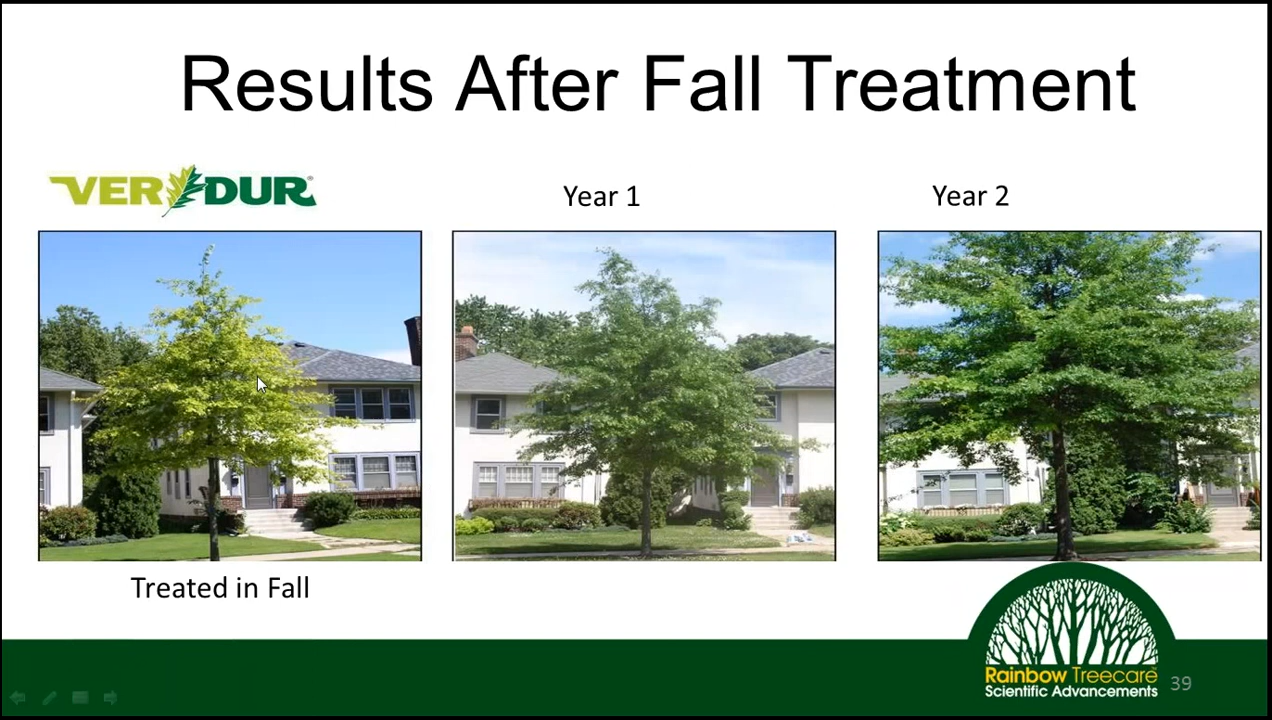 Results After Fall Treatment
VERDUR®
Year 1
Year 2
Treated in Fall
Rainbow Treecare
Scientific Advancements
39